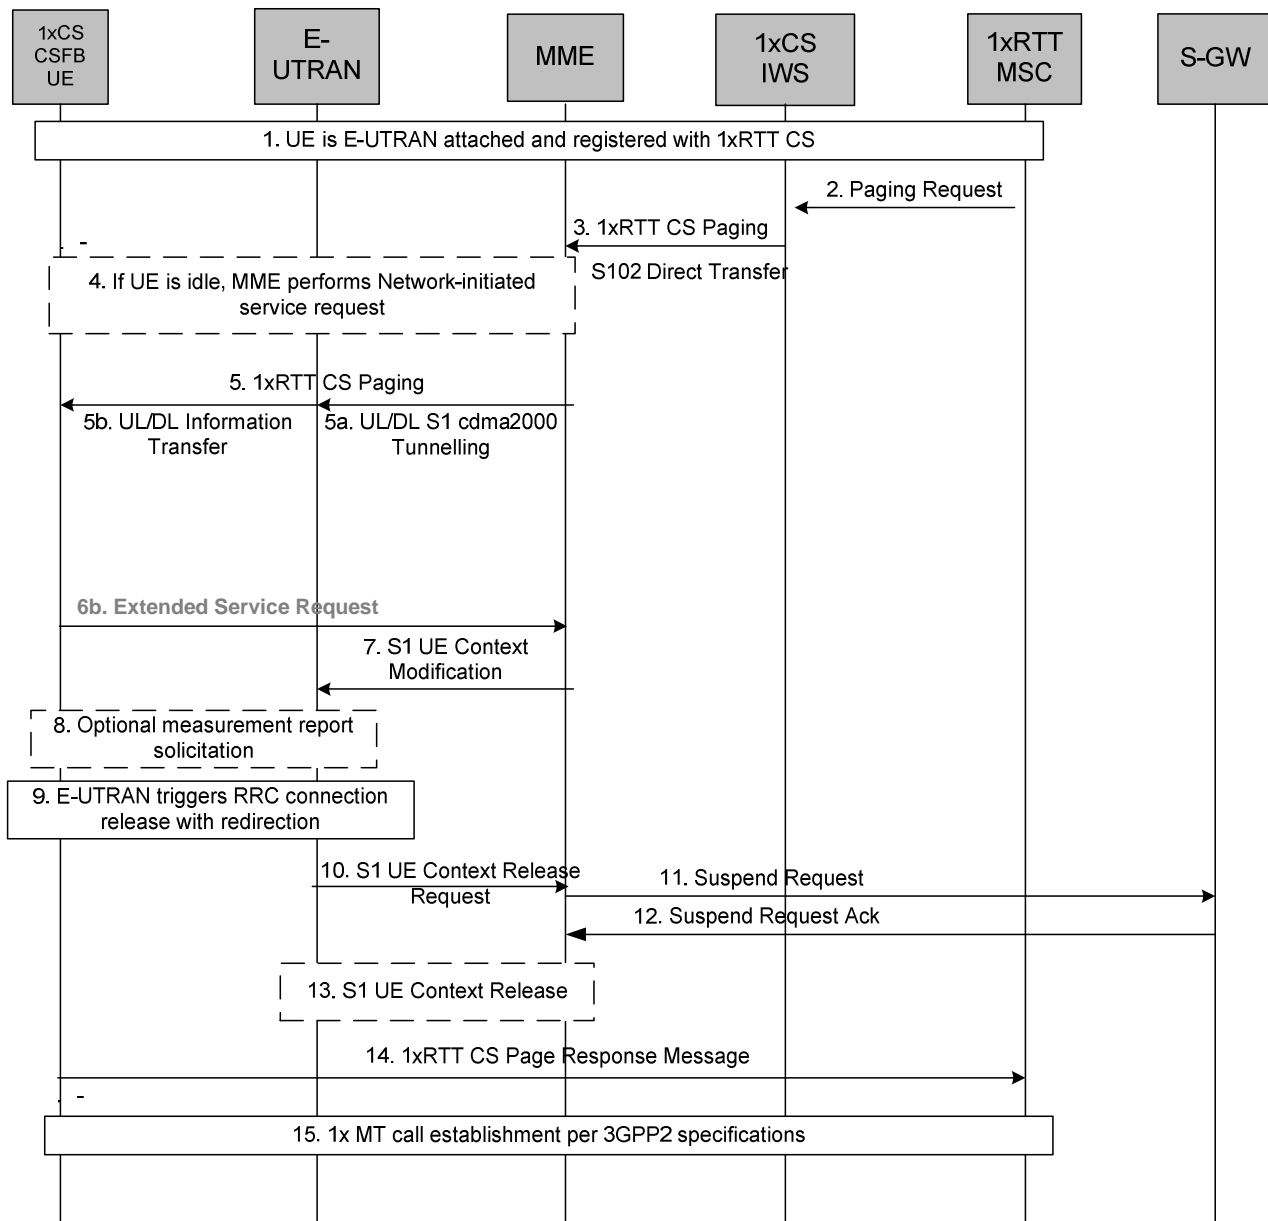 1xCS
CSFB
UE
E-
UTRAN
MME
1xCS
IWS
1xRTT
MSC
S-GW
1. UE is E-UTRAN attached and registered with 1xRTT CS
2. Paging Request
3. 1xRTT CS Paging
S102 Direct Transfer
4. If UE is idle, MME performs Network-initiated
service request
5. 1xRTT CS Paging
5b. UL/DL Information
Transfer
5a. UL/DL S1 cdma2000
Tunnelling
6b. Extended Service Request
7. S1 UE Context
Modification
8. Optional measurement report
solicitation
9. E-UTRAN triggers RRC connection
release with redirection
10. S1 UE Context Release
Request
11. Suspend Request
12. Suspend Request Ack
13. S1 UE Context Release
14. 1xRTT CS Page Response Message
15. 1x MT call establishment per 3GPP2 specifications